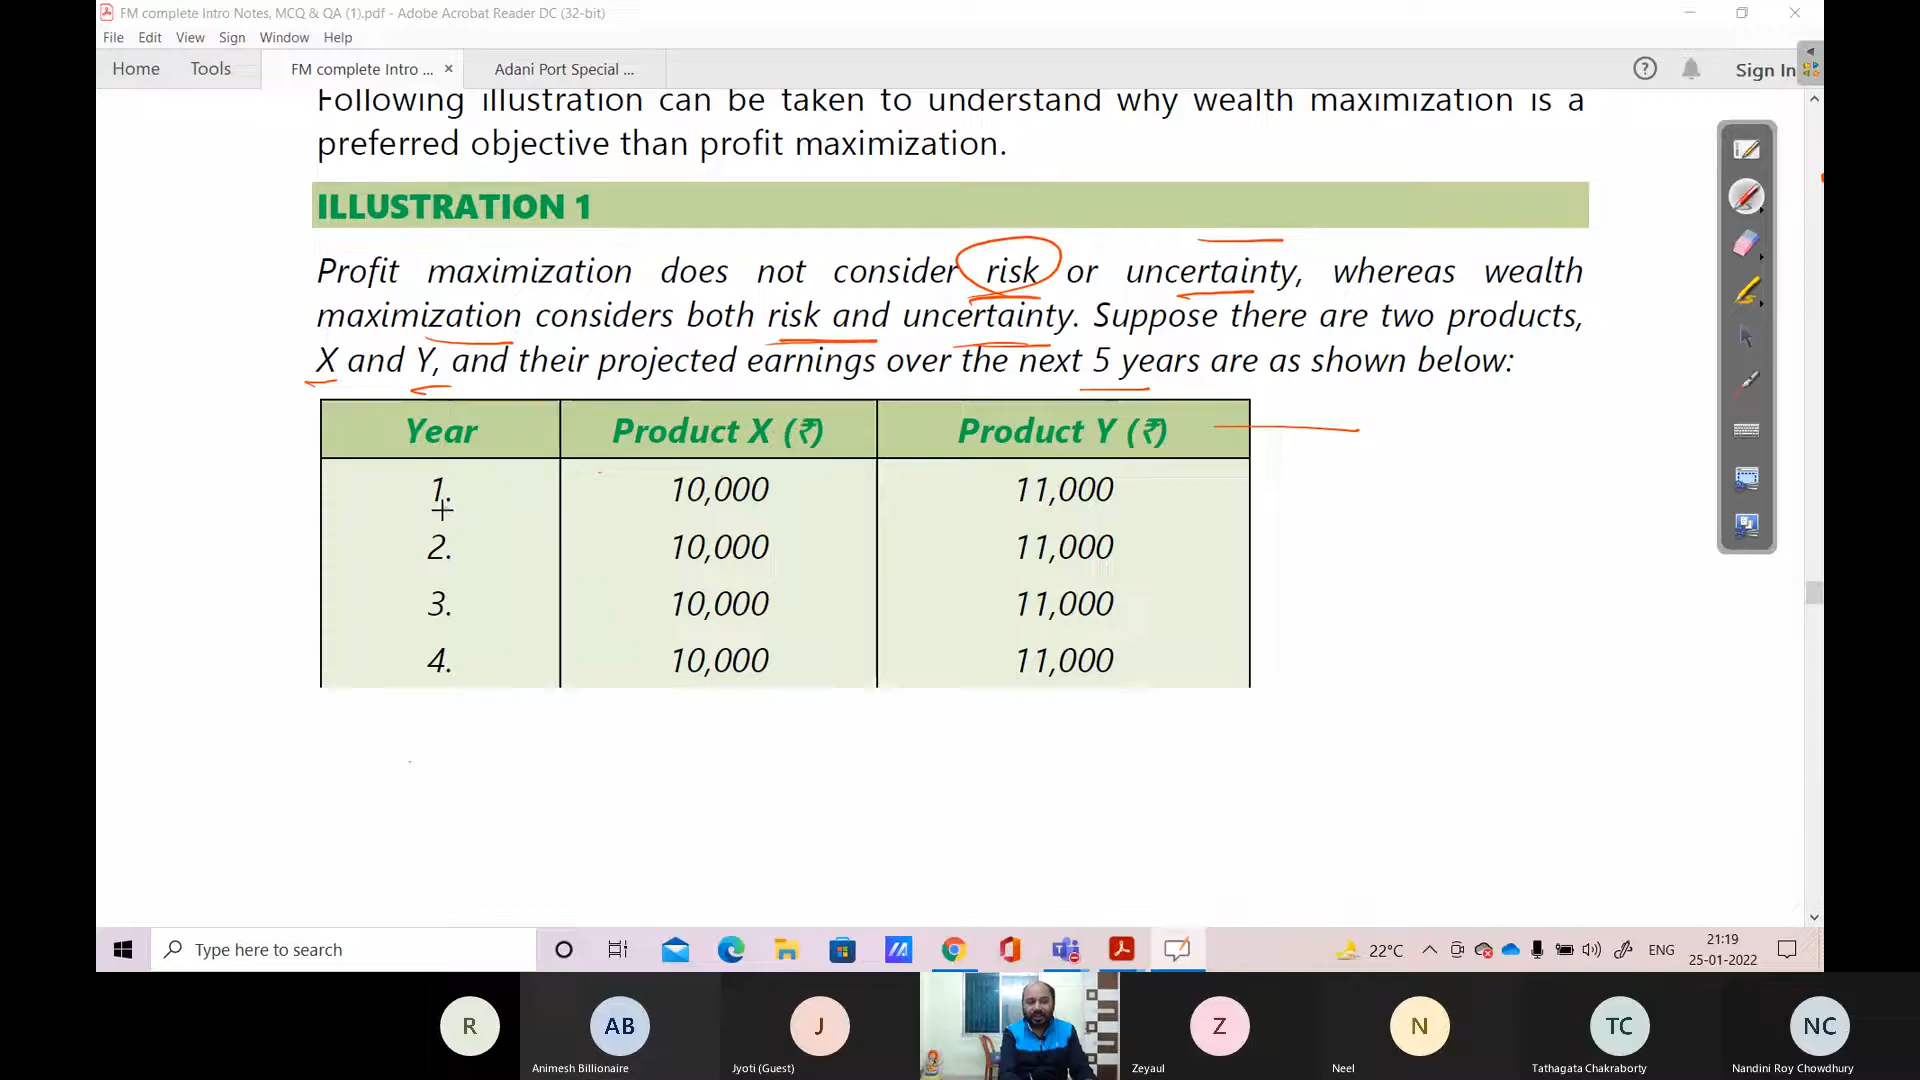 FM complete Intro Notes, MCQ & QA (1).pdf - Adobe Acrobat Reader DC (32-bit)
File Edit View Sign Window Help
Home Tools FM complete Intro ... × Adani Port Special ... Sign In
Following illustration can be taken to understand why wealth maximization is a
preferred objective than profit maximization.
ILLUSTRATION 1
Profit maximization does not consider risk or uncertainty, whereas wealth
maximization considers both risk and uncertainty. Suppose there are two products,
X and Y, and their projected earnings over the next 5 years are as shown below:
Year Product X (₹) Product Y (₹)
1. 10,000 11,000
2. 10,000 11,000
3. 10,000 11,000
4. 10,000 11,000
Type here to search 22°C ENG 21:19
25-01-2022
R AB J Z N TC NC
Animesh Billionaire Jyoti (Guest) Zeyaul Neel Tathagata Chakraborty Nandini Roy Chowdhury